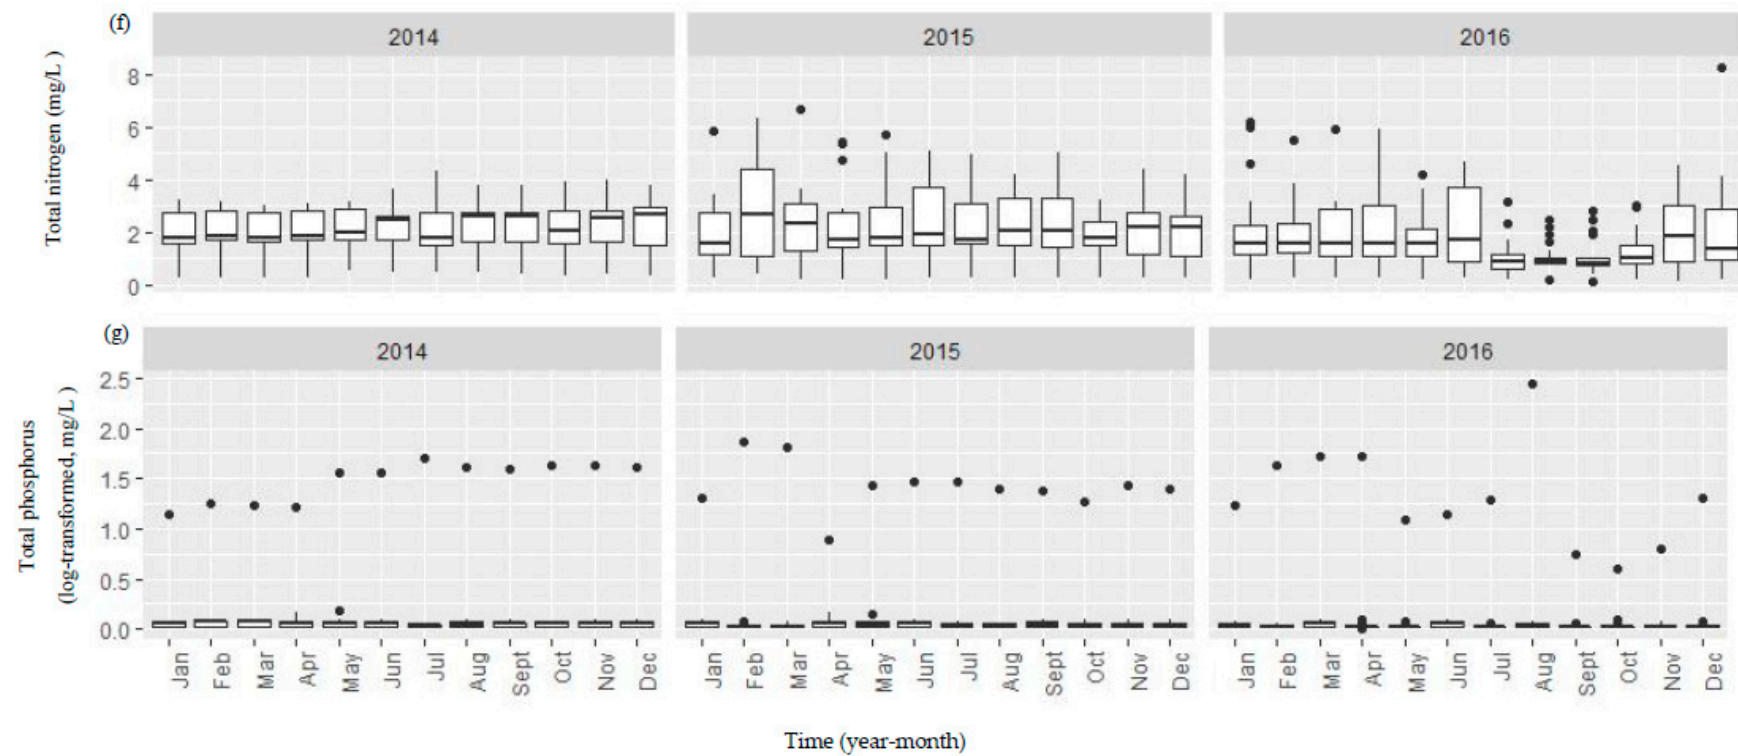 (f)
2014 2015 2016
Total nitrogen (mg/L )
8
6
4
2
0
(g)
2014 2015 2016
Total phosphorus
(log-transformed, mg/L )
2.5
2.0
1.5
1.0
0.5
0.0
Jan Feb Mar Apr May Jun Jul Aug Sept Oct Nov Dec Jan Feb Mar Apr May Jun Jul Aug Sept Oct Nov Dec Jan Feb Mar Apr May Jun Jul Aug Sept Oct Nov Dec
Time (year-month)